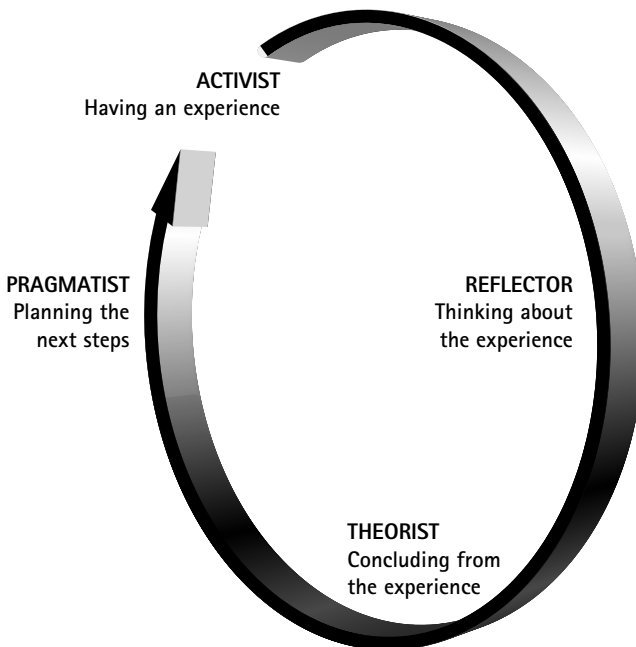 ACTIVIST
Having an experience
PRAGMATIST
Planning the
next steps
REFLECTOR
Thinking about
the experience
THEORIST
Concluding from
the experience